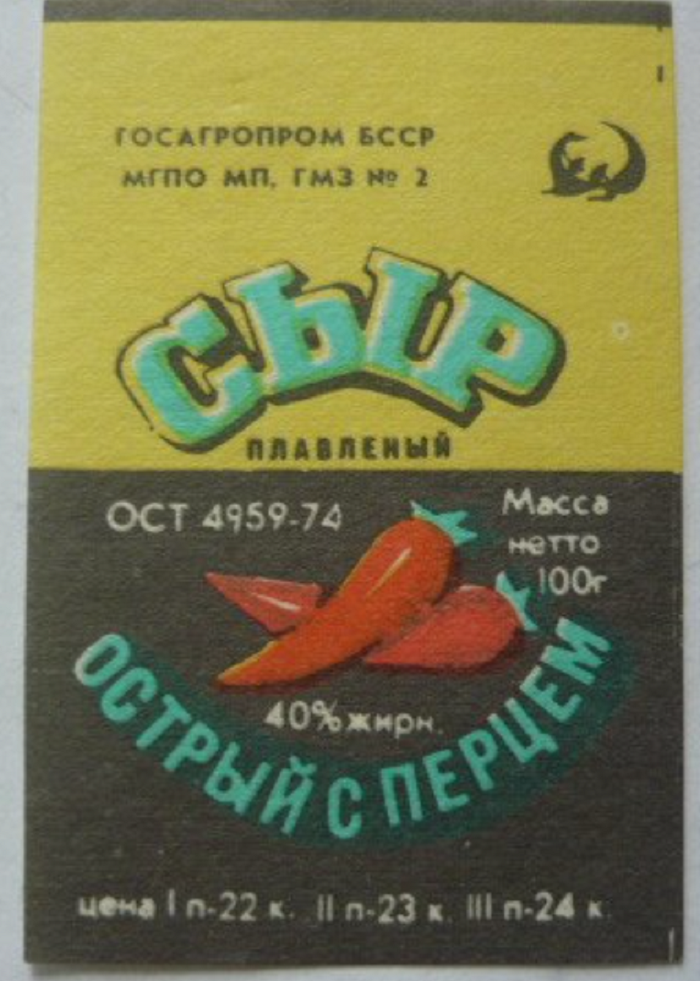 ГОСАГРОПРОМ БССР
МГПО МП, ГМЗ № 2
СЫР
ПЛАВЛЕНЫЙ
ОСТ 4959-74
Масса
нетто
100г
40% жирн.
ОСТРЫЙ С ПЕРЦЕМ
цена I п-22 к. II п-23 к. III п-24 к.